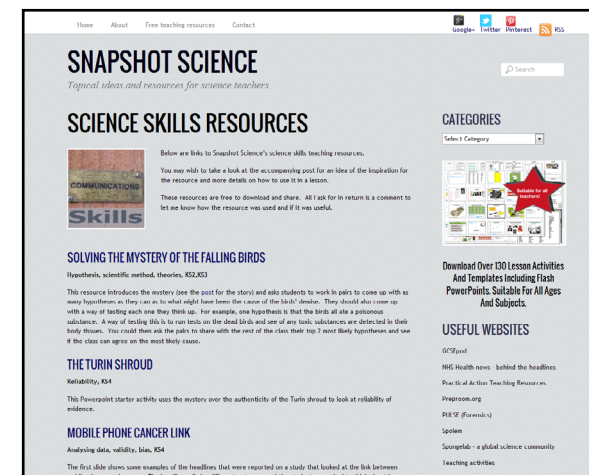 Home About Free teaching resources Contact
Google+ Twitter Pinterest RSS
SNAPSHOT SCIENCE
Topical ideas and resources for science teachers
Search
SCIENCE SKILLS RESOURCES
COMMUNICATIONS
Skills
Below are links to Snapshot Science's science skills teaching resources.
You may wish to take a look at the accompanying post for an idea of the inspiration for
the resource and more details on how to use it in a lesson.
These resources are free to download and share. All I ask for in return is a comment to
let me know how the resource was used and if it was useful.
SOLVING THE MYSTERY OF THE FALLING BIRDS
Hypothesis, scientific method, theories, KS2,KS3
This resource introduces the mystery (see the post for the story) and asks students to work in pairs to come up with as
many hypotheses as they can as to what might have been the cause of the birds' demise. They should also come up
with a way of testing each one they think up. For example, one hypothesis is that the birds all ate a poisonous
substance. A way of testing this is to run tests on the dead birds and see of any toxic substances are detected in their
body tissues. You could then ask the pairs to share with the rest of the class their top 2 most likely hypotheses and see
if the class can agree on the most likely cause.
THE TURIN SHROUD
Reliability, KS4
This Powerpoint starter activity uses the mystery over the authenticity of the Turin shroud to look at reliability of
evidence.
MOBILE PHONE CANCER LINK
Analysing data, validity, bias, KS4
The first slide shows some examples of the headlines that were reported on a study that looked at the link between
CATEGORIES
Select Category
Suitable for all
teachers!
Download Over 130 Lesson Activities
And Templates Including Flash
PowerPoints. Suitable For All Ages
And Subjects.
USEFUL WEBSITES
GCSEpod
NHS Health news - behind the headlines
Practical Action Teaching Resources
Preproom.org
PULSE (Forensics)
Spolem
Spongelab - a global science community
Teaching activities